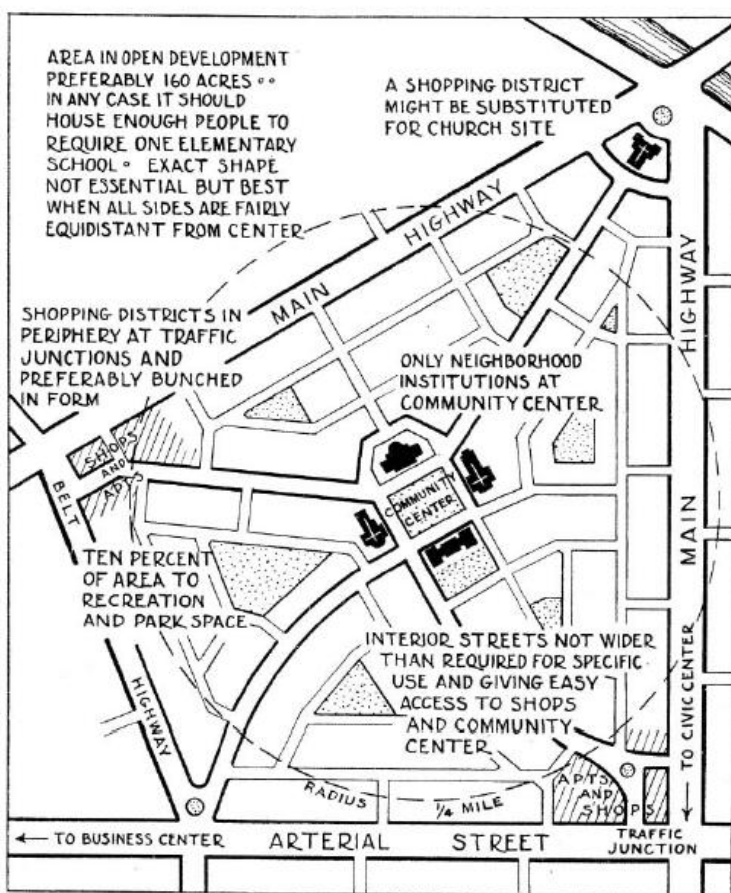 AREA IN OPEN DEVELOPMENT
PREFERABLY 160 ACRES °°
IN ANY CASE IT SHOULD
HOUSE ENOUGH PEOPLE TO
REQUIRE ONE ELEMENTARY
SCHOOL ° EXACT SHAPE
NOT ESSENTIAL BUT BEST
WHEN ALL SIDES ARE FAIRLY
EQUIDISTANT FROM CENTER
A SHOPPING DISTRICT
MIGHT BE SUBSTITUTED
FOR CHURCH SITE
MAIN HIGHWAY
HIGHWAY MAIN
SHOPPING DISTRICTS IN
PERIPHERY AT TRAFFIC
JUNCTIONS AND
PREFERABLY BUNCHED
IN FORM
ONLY NEIGHBORHOOD
INSTITUTIONS AT
COMMUNITY CENTER
SHOPS
AND
APTS
BELT HIGHWAY
COMMUNITY
CENTER
TEN PERCENT
OF AREA TO
RECREATION
AND PARK SPACE
INTERIOR STREETS NOT WIDER
THAN REQUIRED FOR SPECIFIC
USE AND GIVING EASY
ACCESS TO SHOPS
AND COMMUNITY
CENTER
TO CIVIC CENTER
RADIUS 1/4 MILE
APTS
AND
SHOPS
← TO BUSINESS CENTER
ARTERIAL STREET
TRAFFIC
JUNCTION